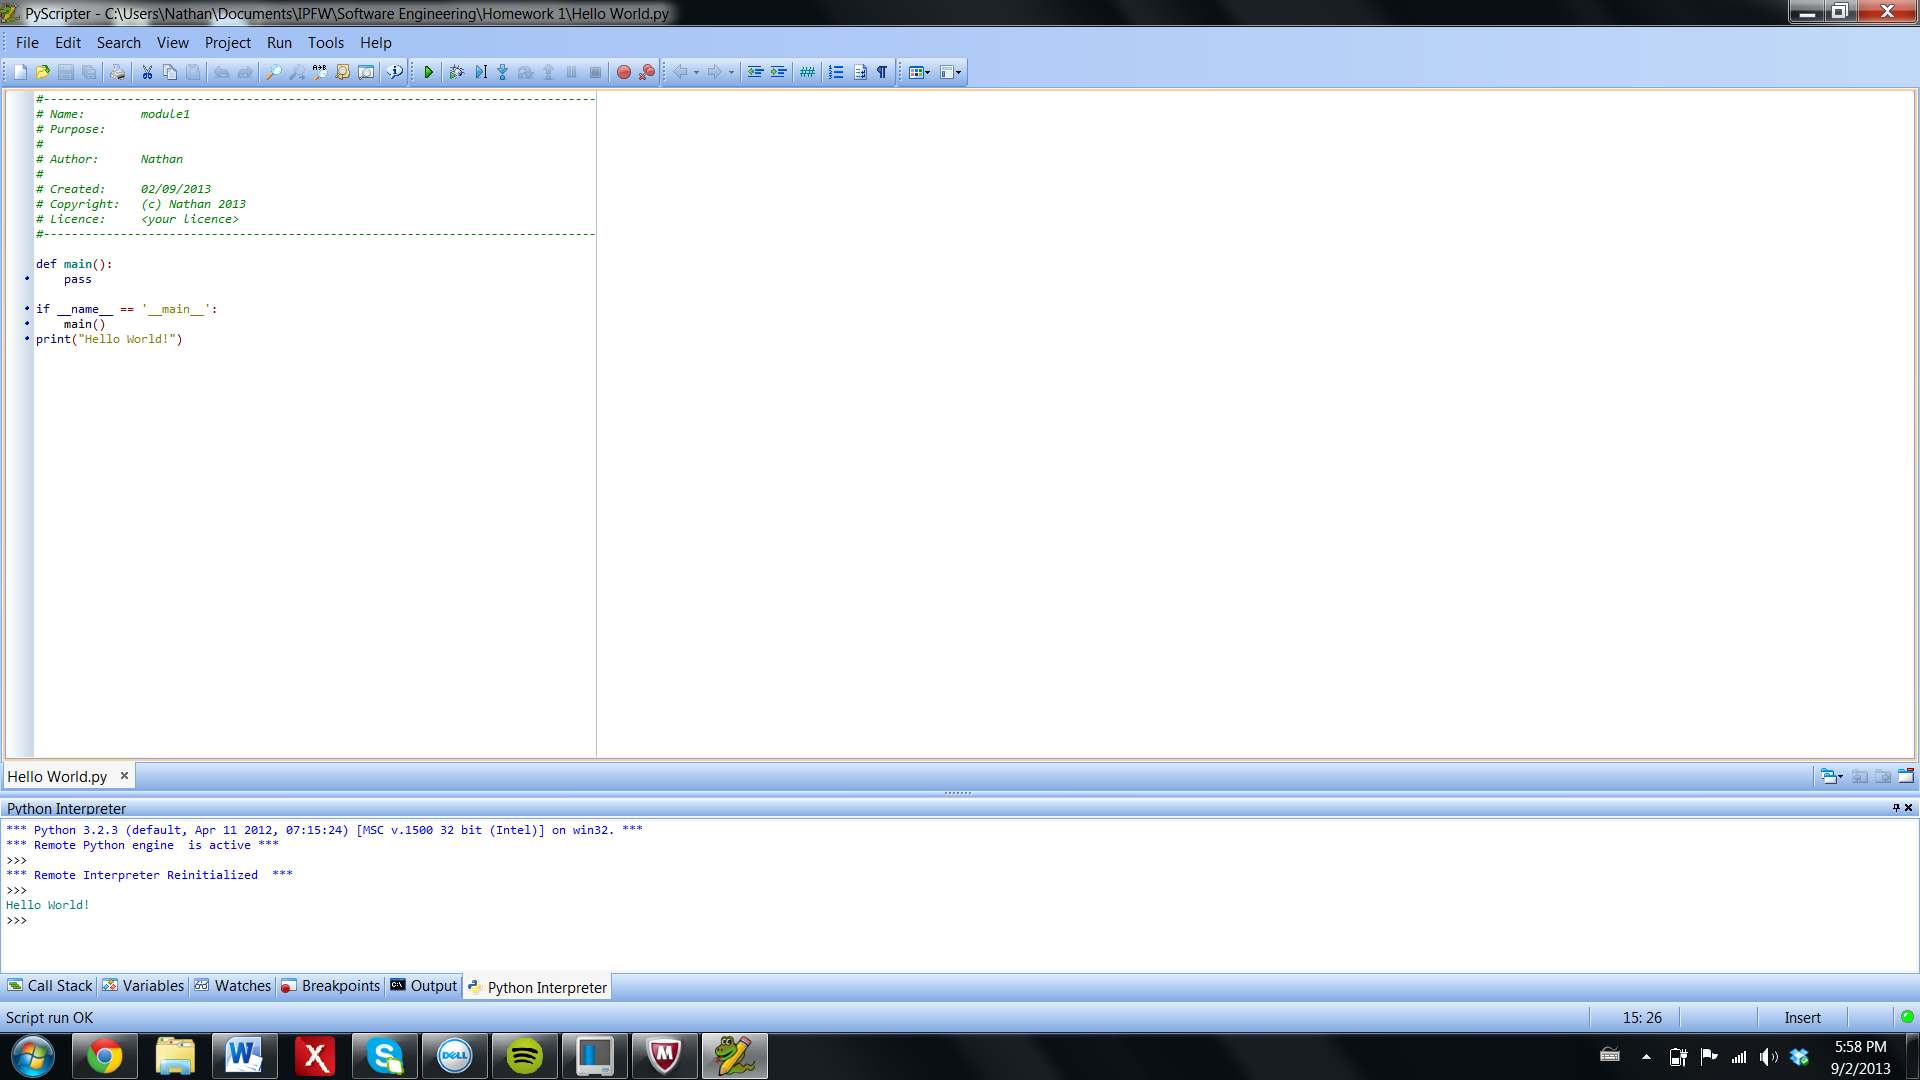 PyScripter - C:\Users\Nathan\Documents\IPFW\Software Engineering\Homework 1\Hello World.py
File Edit Search View Project Run Tools Help
#-------------------------------------------------------------------------------
# Name:        module1
# Purpose:
#
# Author:      Nathan
#
# Created:     02/09/2013
# Copyright:   (c) Nathan 2013
# Licence:     <your licence>
#-------------------------------------------------------------------------------
def main():
    pass
if __name__ == '__main__':
    main()
print("Hello World!")
Hello World.py
Python Interpreter
*** Python 3.2.3 (default, Apr 11 2012, 07:15:24) [MSC v.1500 32 bit (Intel)] on win32. ***
*** Remote Python engine  is active ***
>>>
*** Remote Interpreter Reinitialized  ***
>>>
Hello World!
>>>
Call Stack Variables Watches Breakpoints Output Python Interpreter
Script run OK 15: 26 Insert
W X S DELL M
5:58 PM
9/2/2013